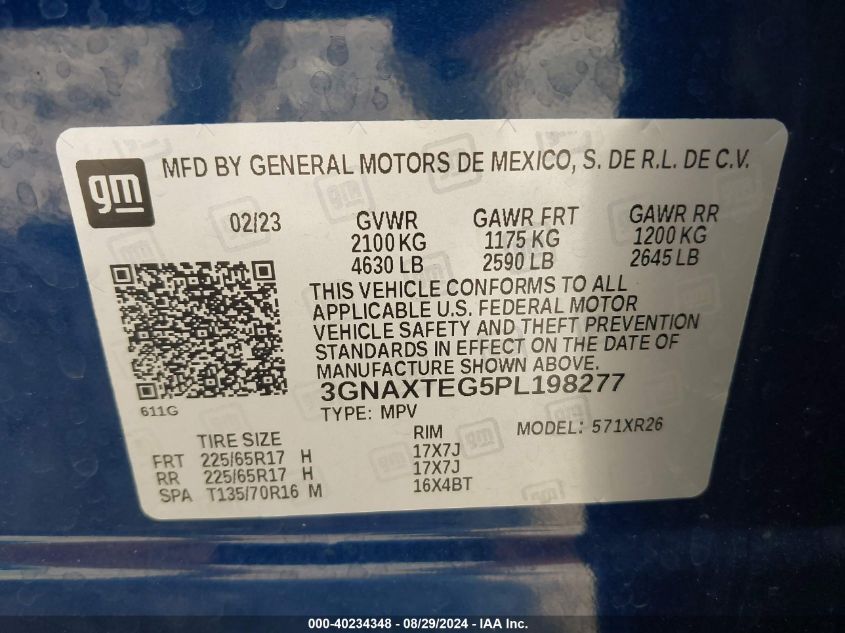 gm
MFD BY GENERAL MOTORS DE MEXICO, S. DE R.L. DE C.V.
02/23 GVWR GAWR FRT GAWR RR
2100 KG 1175 KG 1200 KG
4630 LB 2590 LB 2645 LB
THIS VEHICLE CONFORMS TO ALL
APPLICABLE U.S. FEDERAL MOTOR
VEHICLE SAFETY AND THEFT PREVENTION
STANDARDS IN EFFECT ON THE DATE OF
MANUFACTURE SHOWN ABOVE.
3GNAXTEG5PL198277
611G
TYPE: MPV
MODEL: 571XR26
TIRE SIZE RIM
FRT 225/65R17 H 17X7J
RR 225/65R17 H 17X7J
SPA T135/70R16 M 16X4BT
000-40234348 - 08/29/2024 - IAA Inc.